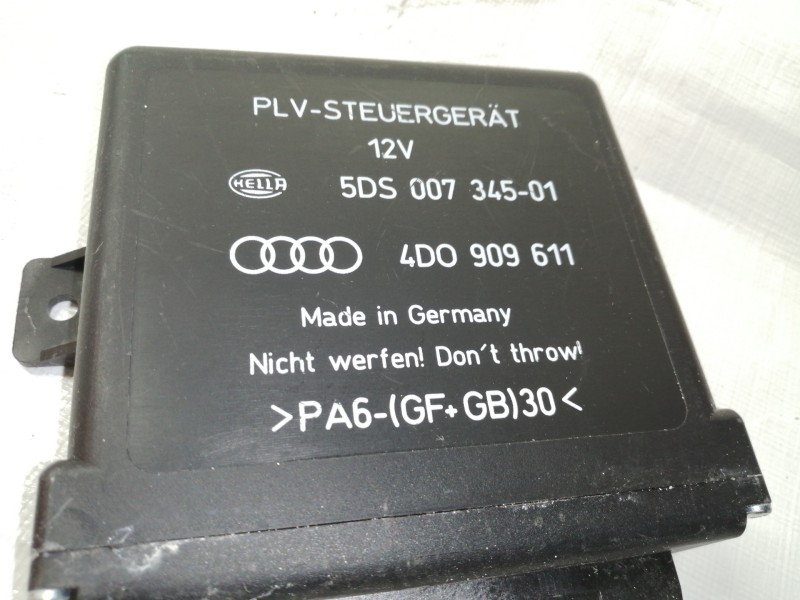 PLV-STEUERGERÄT
12V
HELLA 5DS 007 345-01
4D0 909 611
Made in Germany
Nicht werfen! Don't throw!
>PA6-(GF+GB)30<